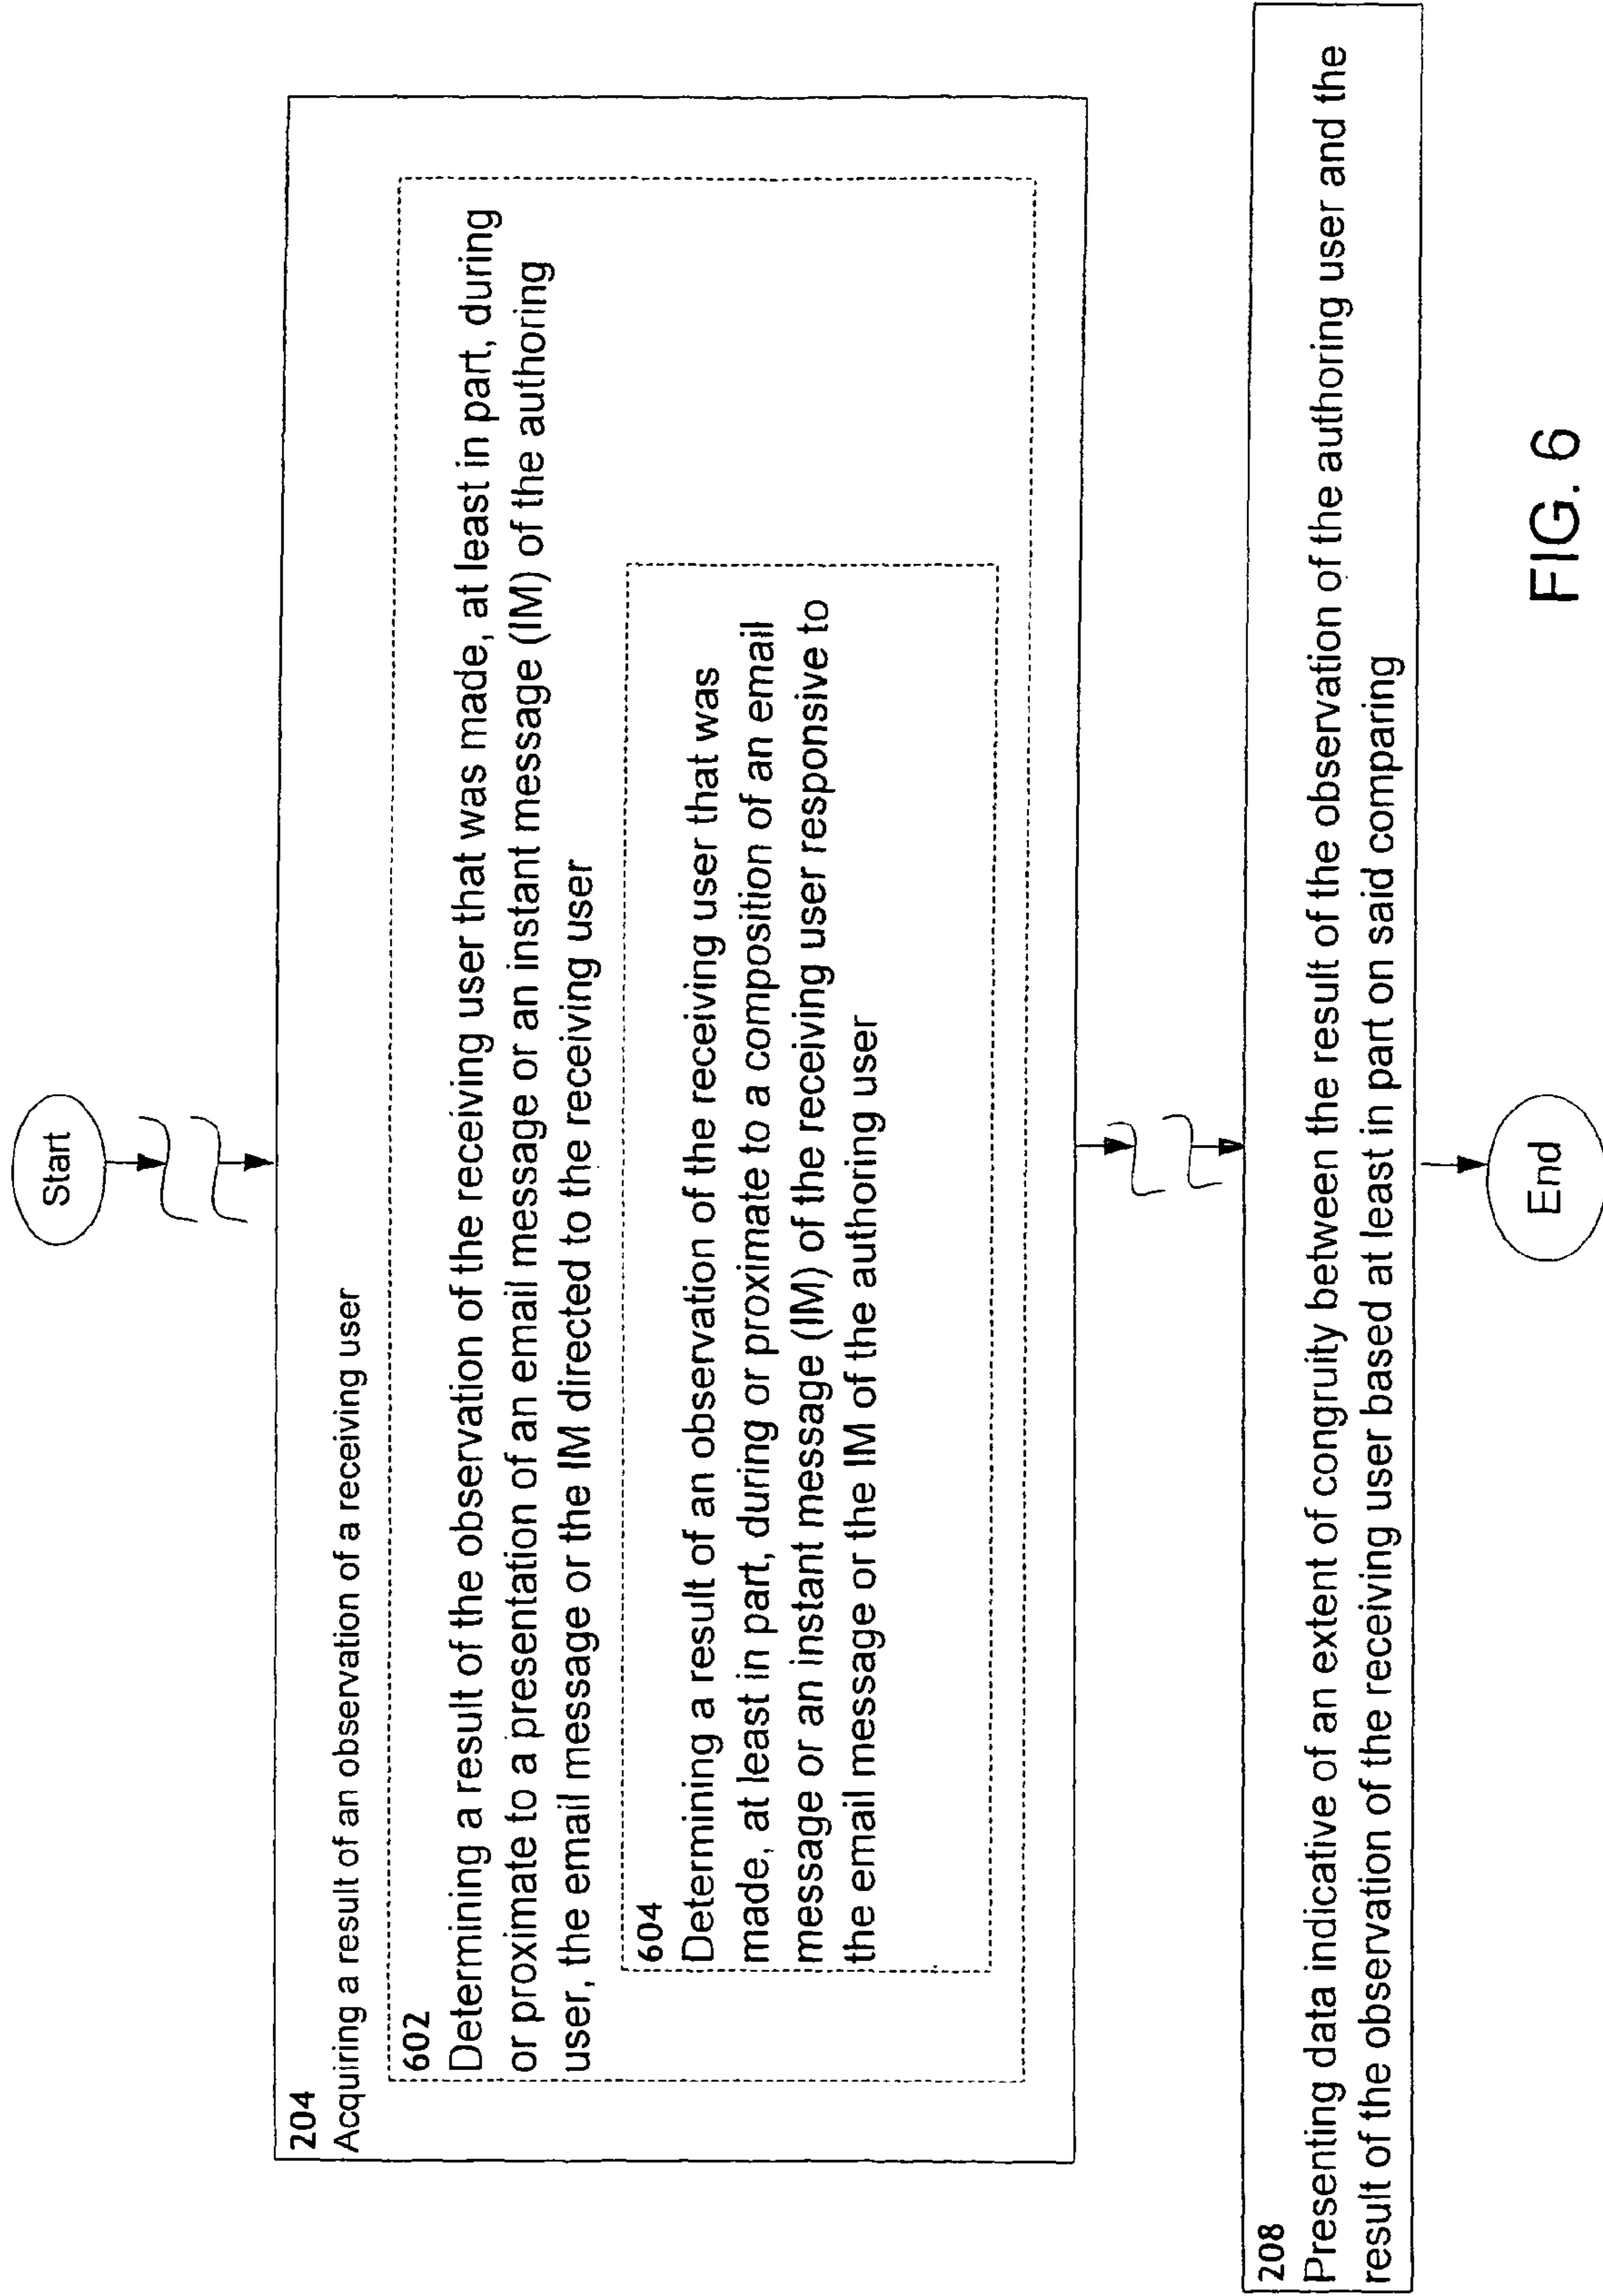 Start
204
Acquiring a result of an observation of a receiving user
602
Determining a result of the observation of the receiving user that was made, at least in part, during
or proximate to a presentation of an email message or an instant message (IM) of the authoring
user, the email message or the IM directed to the receiving user
604
Determining a result of an observation of the receiving user that was
made, at least in part, during or proximate to a composition of an email
message or an instant message (IM) of the receiving user responsive to
the email message or the IM of the authoring user
208
Presenting data indicative of an extent of congruity between the result of the observation of the authoring user and the
result of the observation of the receiving user based at least in part on said comparing
End
FIG. 6